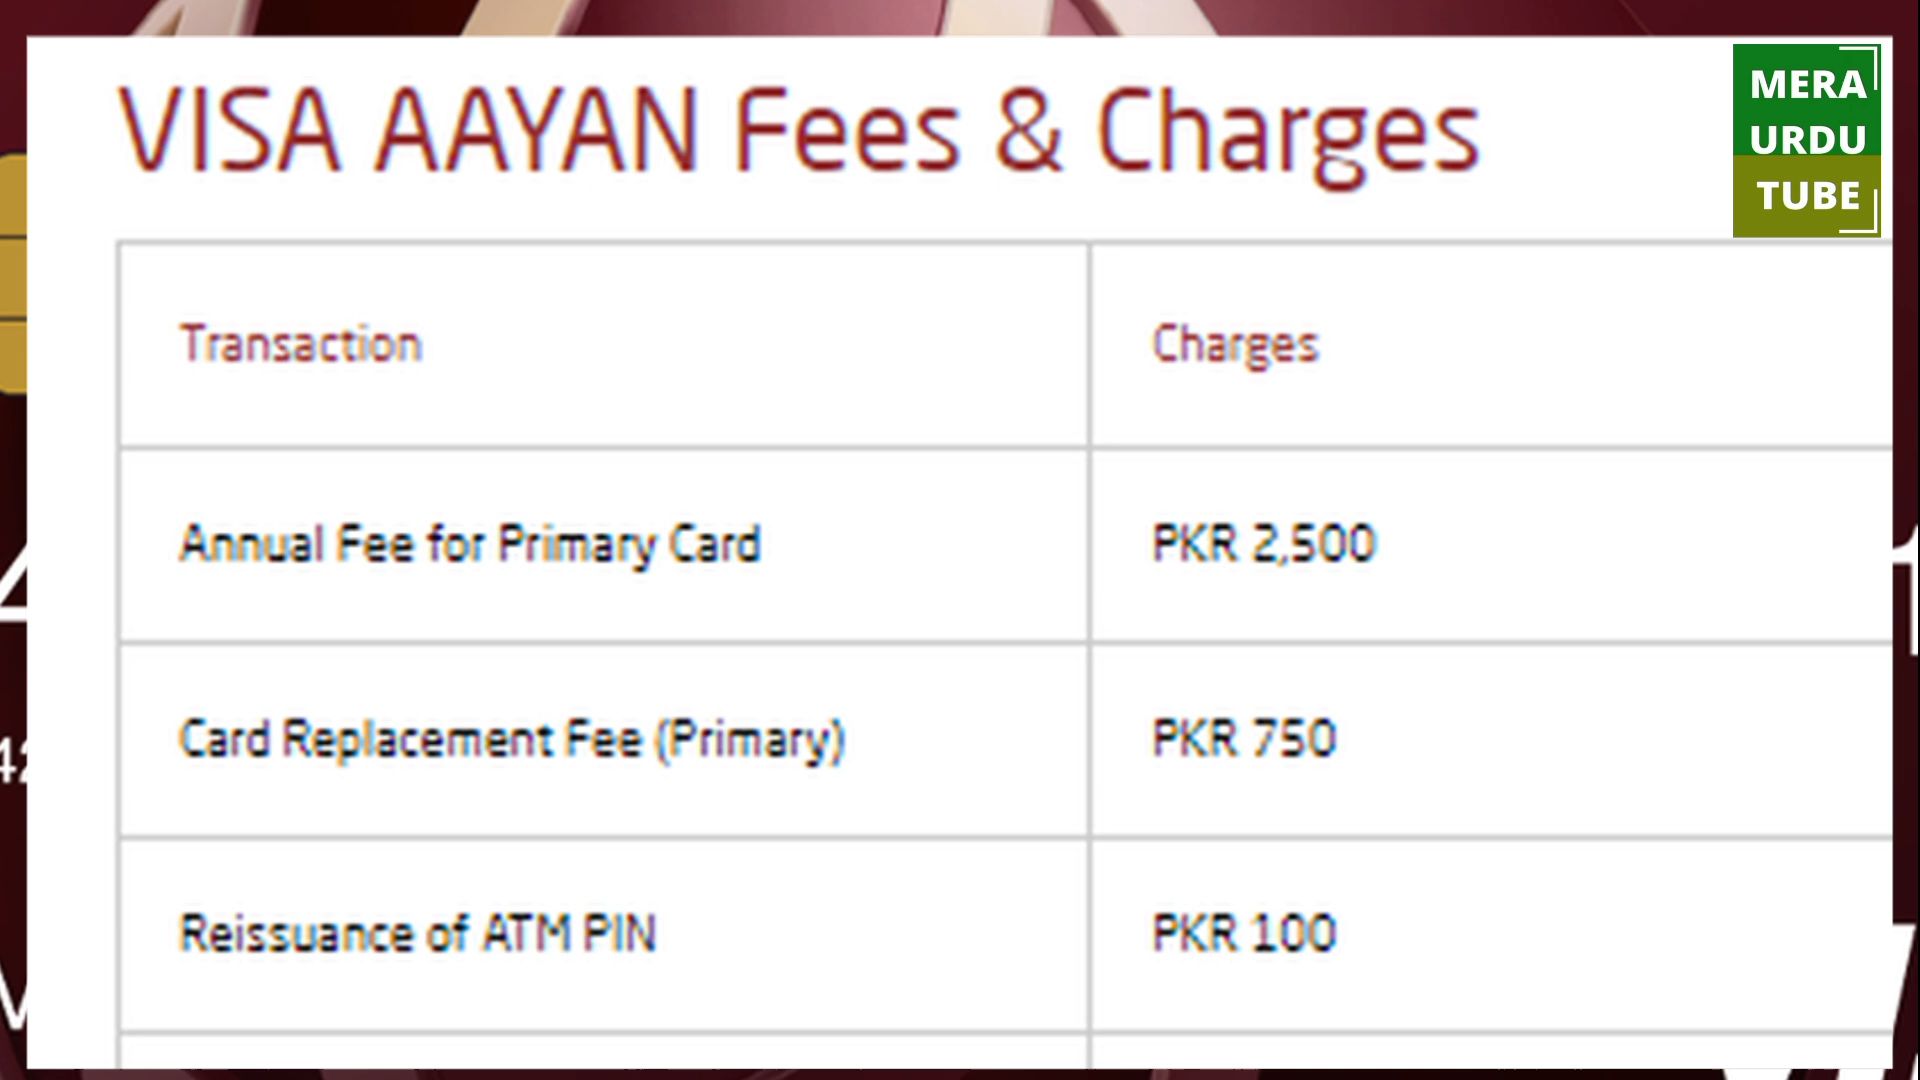 VISA AAYAN Fees & Charges
MERA
URDU
TUBE
Transaction Charges
Annual Fee for Primary Card PKR 2,500
Card Replacement Fee (Primary) PKR 750
Reissuance of ATM PIN PKR 100